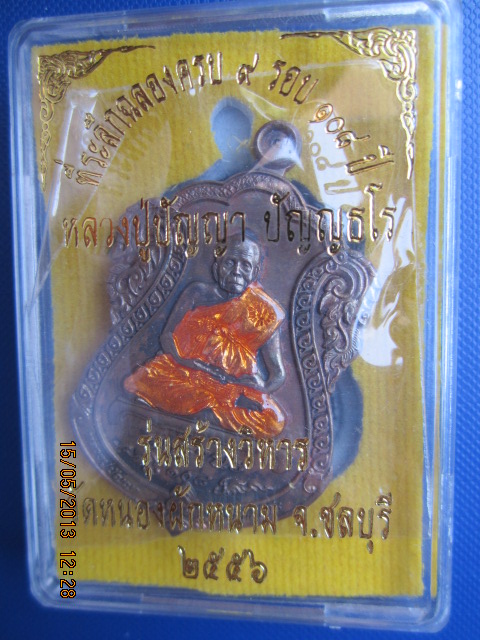 ที่ระลึกฉลองครบ ๙ รอบ ๑๐๘ ปี
หลวงปู่ปัญญา ปัญญธโร
รุ่นสร้างวิหาร
วัดหนองผักหนาม จ.ชลบุรี
๒๕๕๖
15/05/2013 12:28